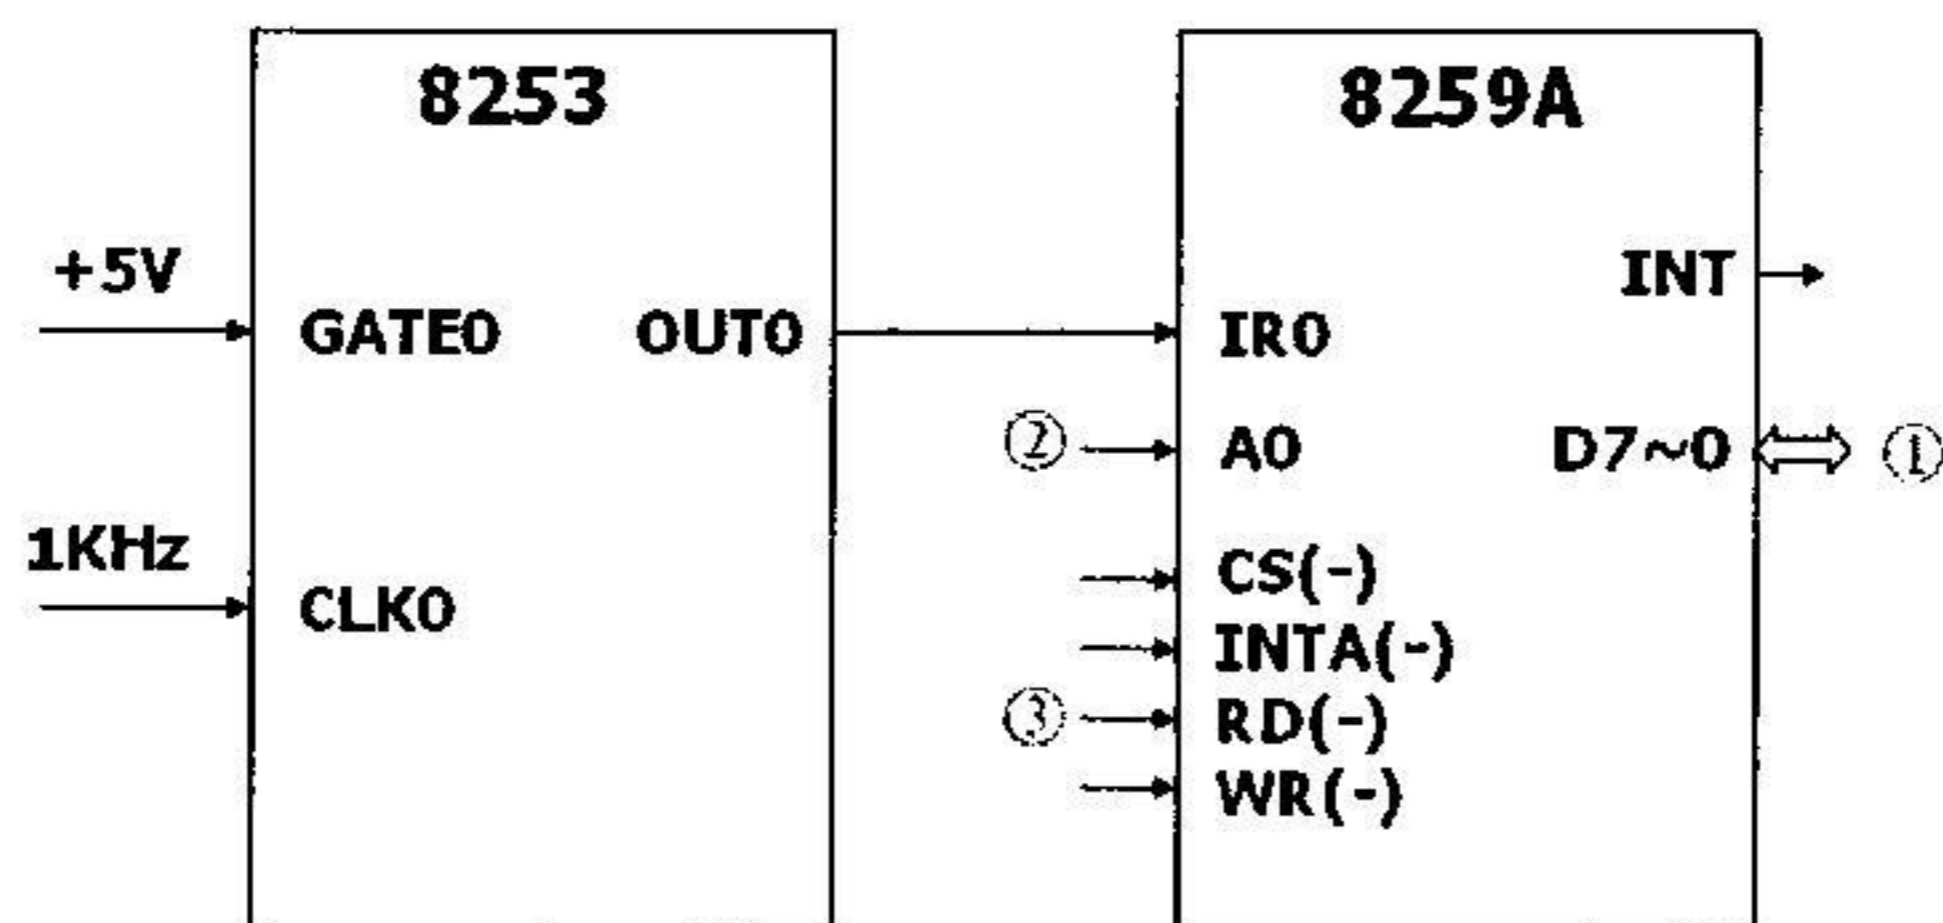 8253
8259A
+5V
INT
GATE0
OUT0
IR0
②
A0
D7~0
①
1KHz
CLK0
CS(-)
INTA(-)
③
RD(-)
WR(-)